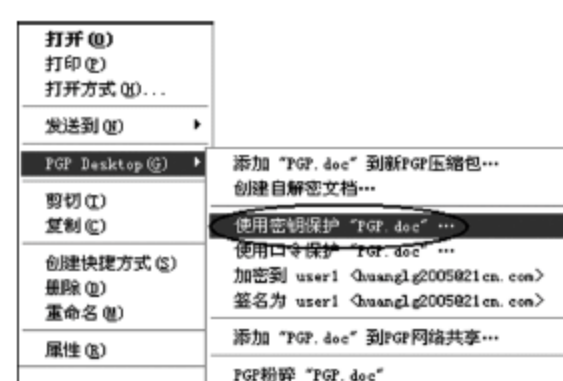 打开(O)
打印(P)
打开方式(H)...
发送到(N)
PGP Desktop(G)
剪切(T)
复制(C)
创建快捷方式(S)
删除(D)
重命名(M)
属性(R)
添加 "PGP.doc" 到新PGP压缩包…
创建自解密文档…
使用密钥保护 "PGP.doc" …
使用口令保护 "PGP.doc" …
加密到 user1 <huanglg2005@21cn.com>
签名为 user1 <huanglg2005@21cn.com>
添加 "PGP.doc" 到PGP网络共享…
PGP粉碎 "PGP.doc"